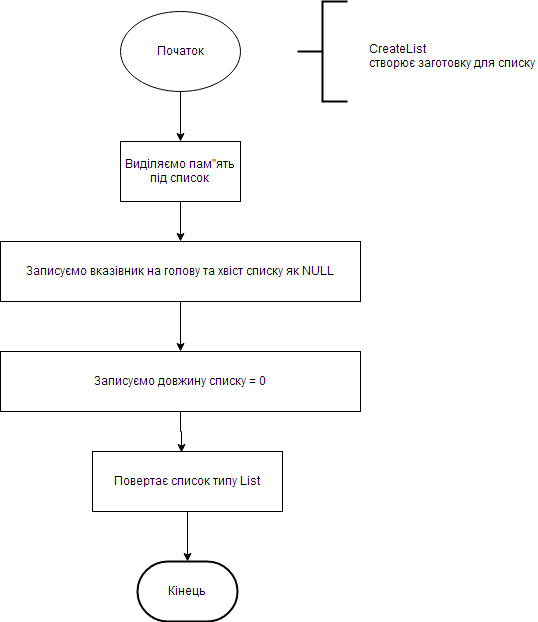 Початок
CreateList
створює заготовку для списку
Виділяємо пам"ять
під список
Записуємо вказівник на голову та хвіст списку як NULL
Записуємо довжину списку = 0
Повертає список типу List
Кінець